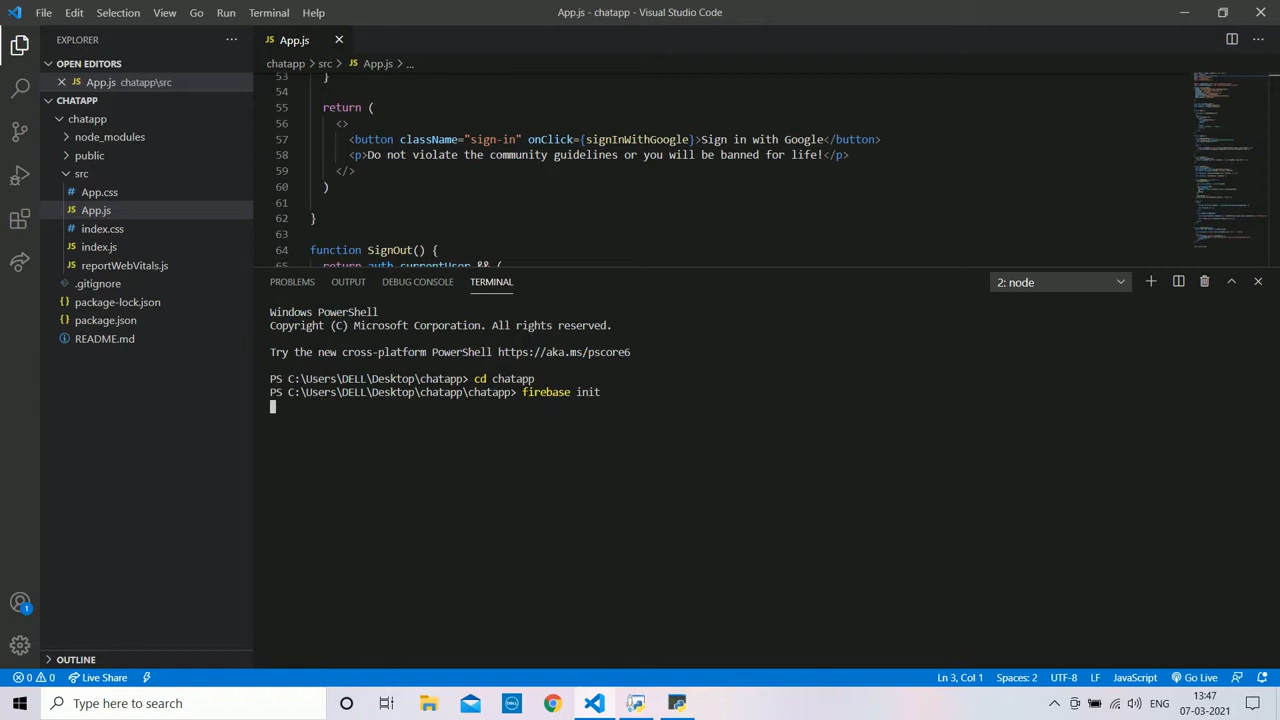 File Edit Selection View Go Run Terminal Help
App.js - chatapp - Visual Studio Code
EXPLORER
OPEN EDITORS
App.js chatapp\src
CHATAPP
chatapp
node_modules
public
src
App.css
App.js
index.css
index.js
reportWebVitals.js
.gitignore
package-lock.json
package.json
README.md
OUTLINE
App.js
chatapp > src > App.js > ...
53 }
54
55 return (
56 <>
57 <button className="sign-in" onClick={signInWithGoogle}>Sign in with Google</button>
58 <p>Do not violate the community guidelines or you will be banned for life!</p>
59 </>
60 )
61
62 }
63
64 function SignOut() {
65 return auth.currentUser && (
PROBLEMS OUTPUT DEBUG CONSOLE TERMINAL
2: node
Windows PowerShell
Copyright (C) Microsoft Corporation. All rights reserved.
Try the new cross-platform PowerShell https://aka.ms/pscore6
PS C:\Users\DELL\Desktop\chatapp> cd chatapp
PS C:\Users\DELL\Desktop\chatapp\chatapp> firebase init
1
0 0 Live Share
Ln 3, Col 1 Spaces: 2 UTF-8 LF JavaScript Go Live
Type here to search
DELL
ENG
13:47
07-03-2021